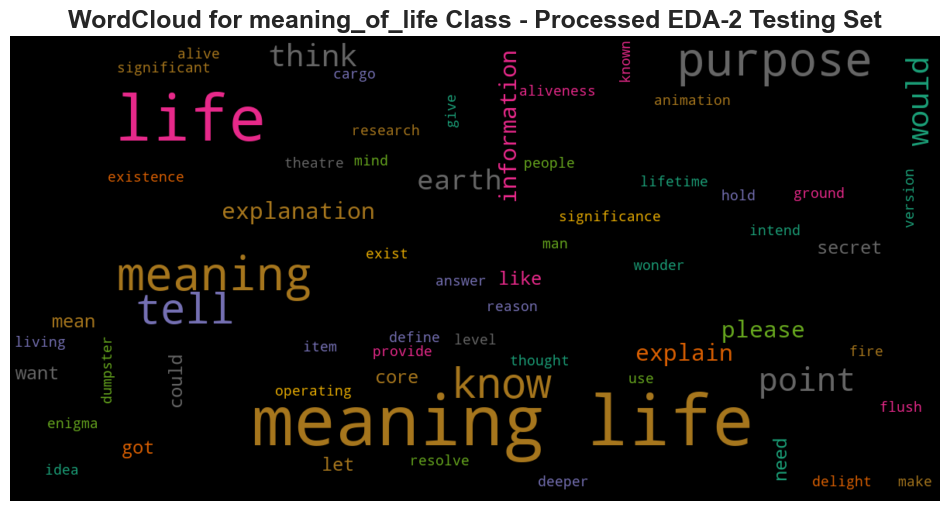 WordCloud for meaning_of_life Class - Processed EDA-2 Testing Set
alive
significant
think
cargo
known
purpose
would
life
give
information
aliveness
animation
research
theatre
mind
people
existence
earth
lifetime
hold
ground
version
explanation
significance
intend
man
secret
exist
wonder
meaning
answer
like
tell
reason
mean
please
living
define
level
item
provide
explain
fire
thought
want
dumpster
could
core
know
use
point
operating
meaning life
flush
enigma
got
need
let
resolve
idea
deeper
delight
make